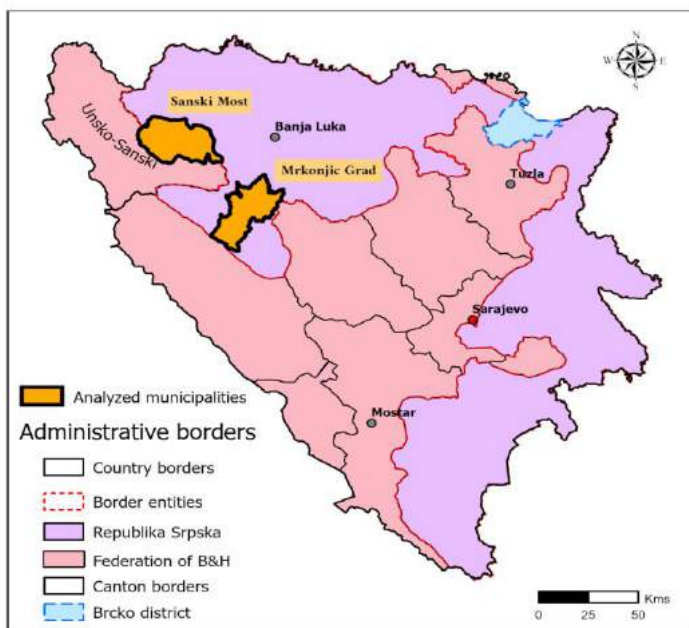 N
W E
S
Sanski Most
Unsko-Sanski
Banja Luka
Mrkonjic Grad
Tuzla
Sarajevo
Mostar
Analyzed municipalities
Administrative borders
Country borders
Border entities
Republika Srpska
Federation of B&H
Canton borders
Brcko district
Kms
0 25 50